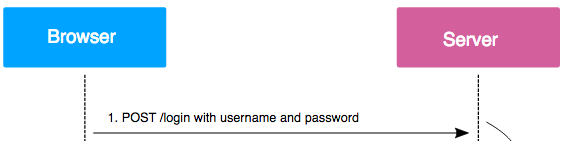 Browser
Server
1. POST /login with username and password